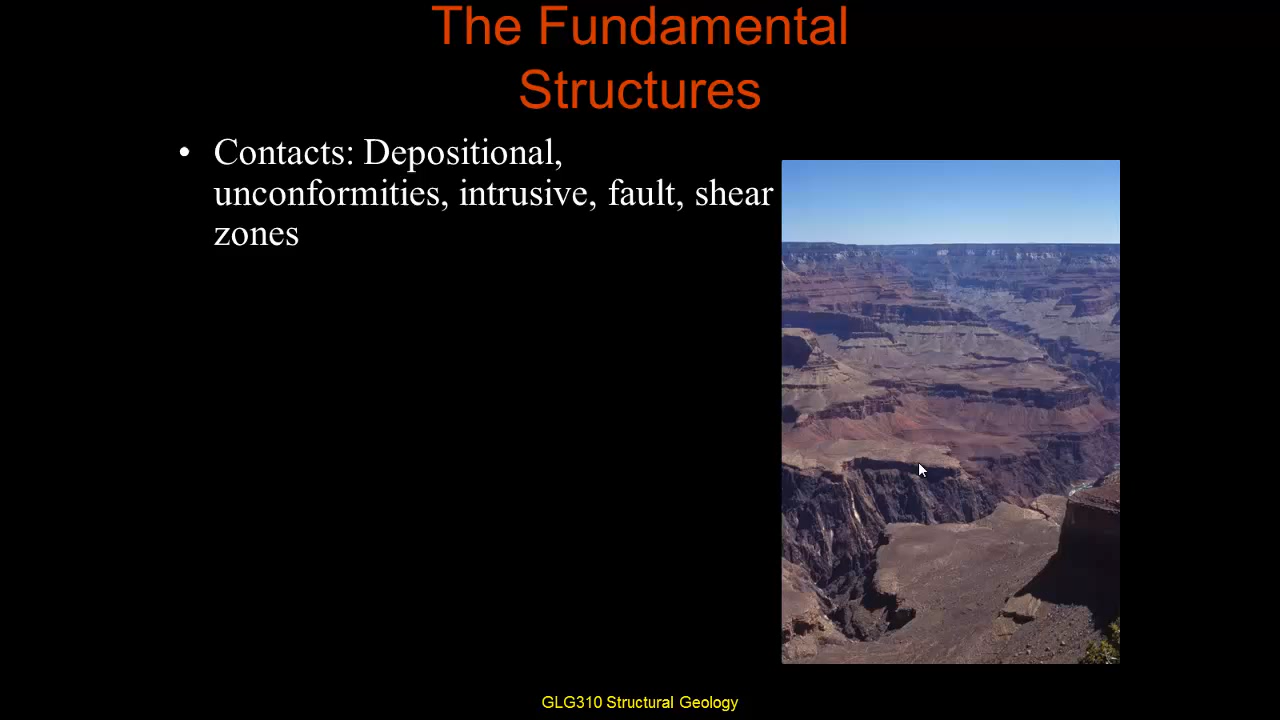 The Fundamental
Structures
• Contacts: Depositional,
unconformities, intrusive, fault, shear
zones
GLG310 Structural Geology